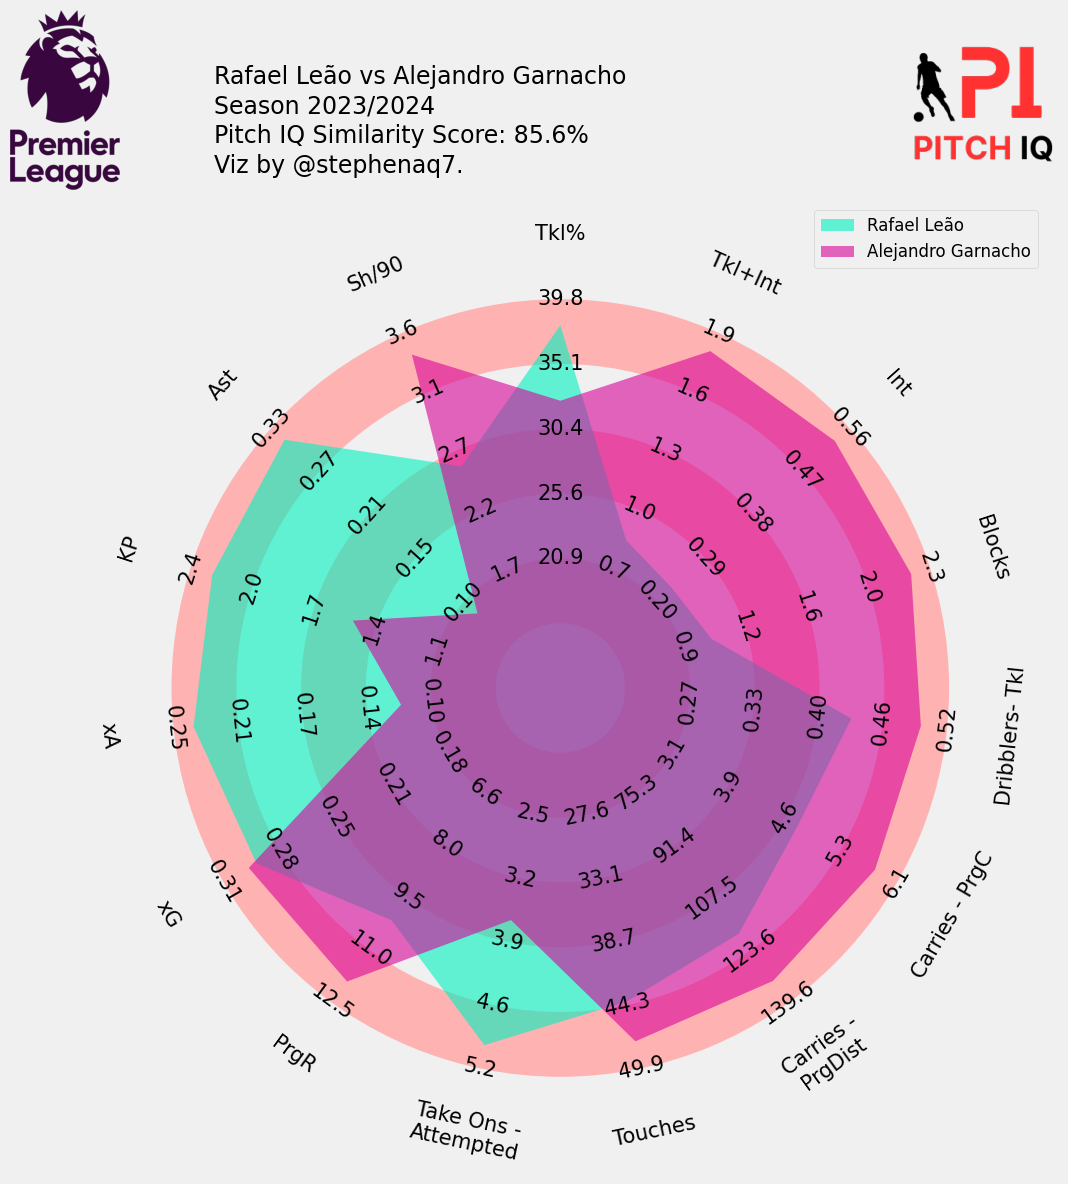 Premier
League
Rafael Leão vs Alejandro Garnacho
Season 2023/2024
Pitch IQ Similarity Score: 85.6%
Viz by @stephenaq7.
PI
PITCH IQ
Rafael Leão
Alejandro Garnacho
Tkl%
39.8
35.1
30.4
25.6
20.9
Tkl+Int
1.9
1.6
1.3
1.0
0.7
Int
0.56
0.47
0.38
0.29
0.20
Blocks
2.3
2.0
1.6
1.2
0.9
Dribblers- Tkl
0.52
0.46
0.40
0.33
0.27
Carries - PrgC
6.1
5.3
4.6
3.9
3.1
Carries -
PrgDist
139.6
123.6
107.5
91.4
75.3
Touches
49.9
44.3
38.7
33.1
27.6
Take Ons -
Attempted
5.2
4.6
3.9
3.2
2.5
PrgR
12.5
11.0
9.5
8.0
6.6
xG
0.31
0.28
0.25
0.21
0.18
xA
0.25
0.21
0.17
0.14
0.10
KP
2.4
2.0
1.7
1.4
1.1
Ast
0.33
0.27
0.21
0.15
0.10
Sh/90
3.6
3.1
2.7
2.2
1.7